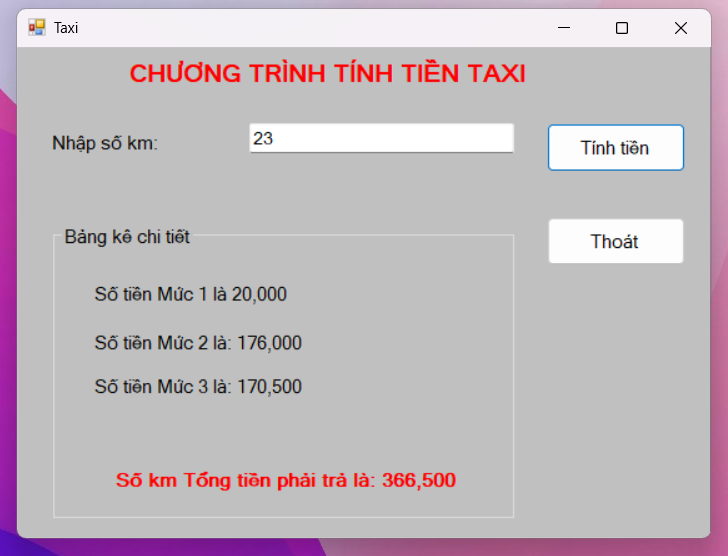 Taxi
CHƯƠNG TRÌNH TÍNH TIỀN TAXI
Nhập số km:
23
Tính tiền
Thoát
Bảng kê chi tiết
Số tiền Mức 1 là 20,000
Số tiền Mức 2 là: 176,000
Số tiền Mức 3 là: 170,500
Số km Tổng tiền phải trả là: 366,500